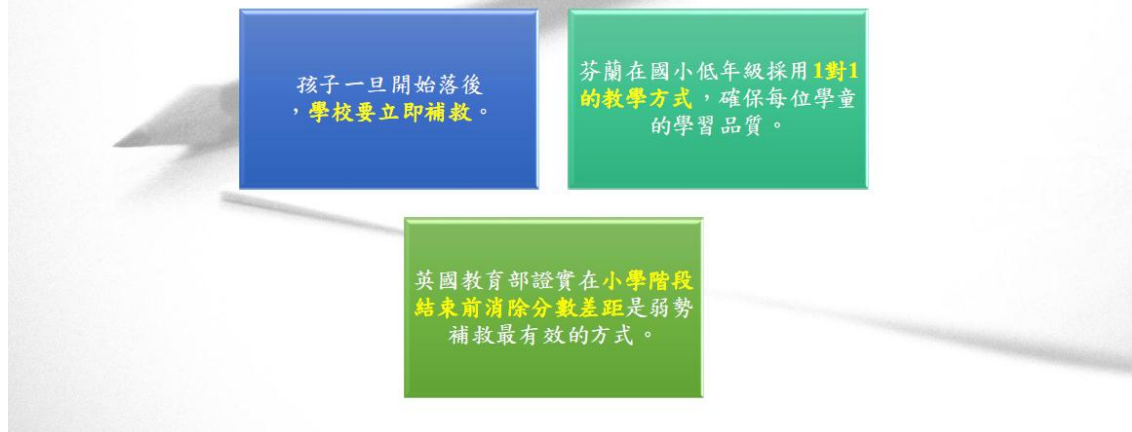 孩子一旦開始落後
，學校要立即補救。
芬蘭在國小低年級採用1對1
的教學方式，確保每位學童
的學習品質。
英國教育部證實在小學階段
結束前消除分數差距是弱勢
補救最有效的方式。